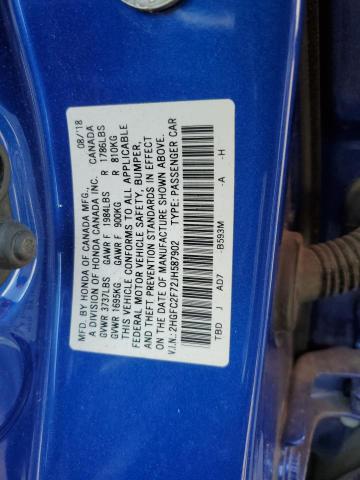 MFD. BY HONDA OF CANADA MFG., 08/18
A DIVISION OF HONDA CANADA INC. CANADA
GVWR 3737LBS GAWR F 1984LBS R 1786LBS
GVWR 1695KG GAWR F 900KG R 810KG
THIS VEHICLE CONFORMS TO ALL APPLICABLE
FEDERAL MOTOR VEHICLE SAFETY, BUMPER,
AND THEFT PREVENTION STANDARDS IN EFFECT
ON THE DATE OF MANUFACTURE SHOWN ABOVE.
V.I.N.: 2HGFC2F72JH587902 TYPE: PASSENGER CAR
TBD J AD7 -B593M -A -H